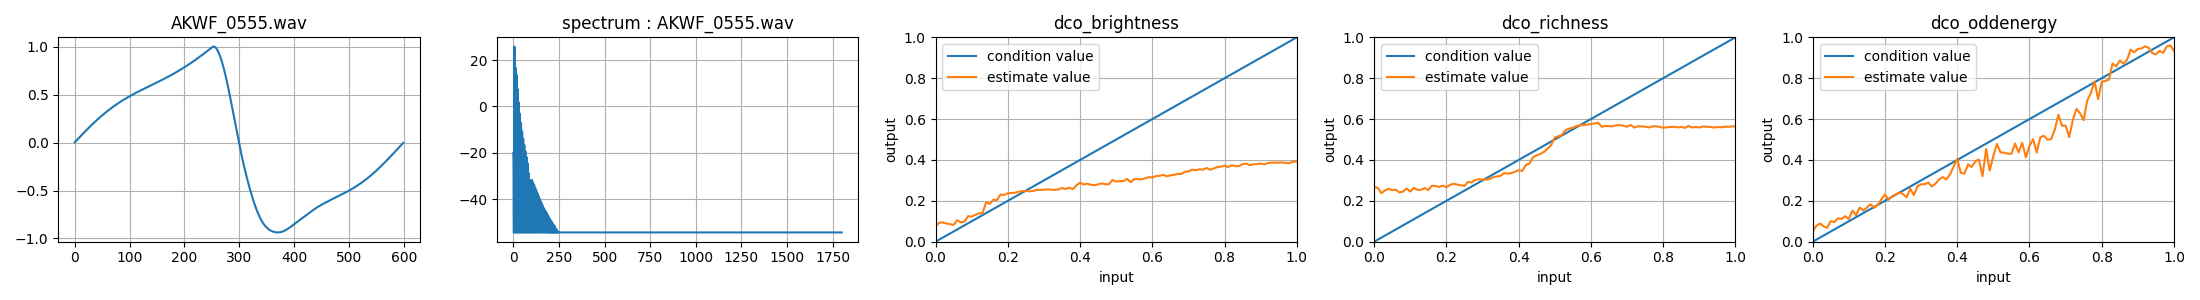 AKWF_0555.wav
1.0
0.5
0.0
−0.5
−1.0
0 100 200 300 400 500 600
spectrum : AKWF_0555.wav
20
0
−20
−40
0 250 500 750 1000 1250 1500 1750
dco_brightness
condition value
estimate value
output
1.0
0.8
0.6
0.4
0.2
0.0
0.0 0.2 0.4 0.6 0.8 1.0
input
dco_richness
condition value
estimate value
output
1.0
0.8
0.6
0.4
0.2
0.0
0.0 0.2 0.4 0.6 0.8 1.0
input
dco_oddenergy
condition value
estimate value
output
1.0
0.8
0.6
0.4
0.2
0.0
0.0 0.2 0.4 0.6 0.8 1.0
input